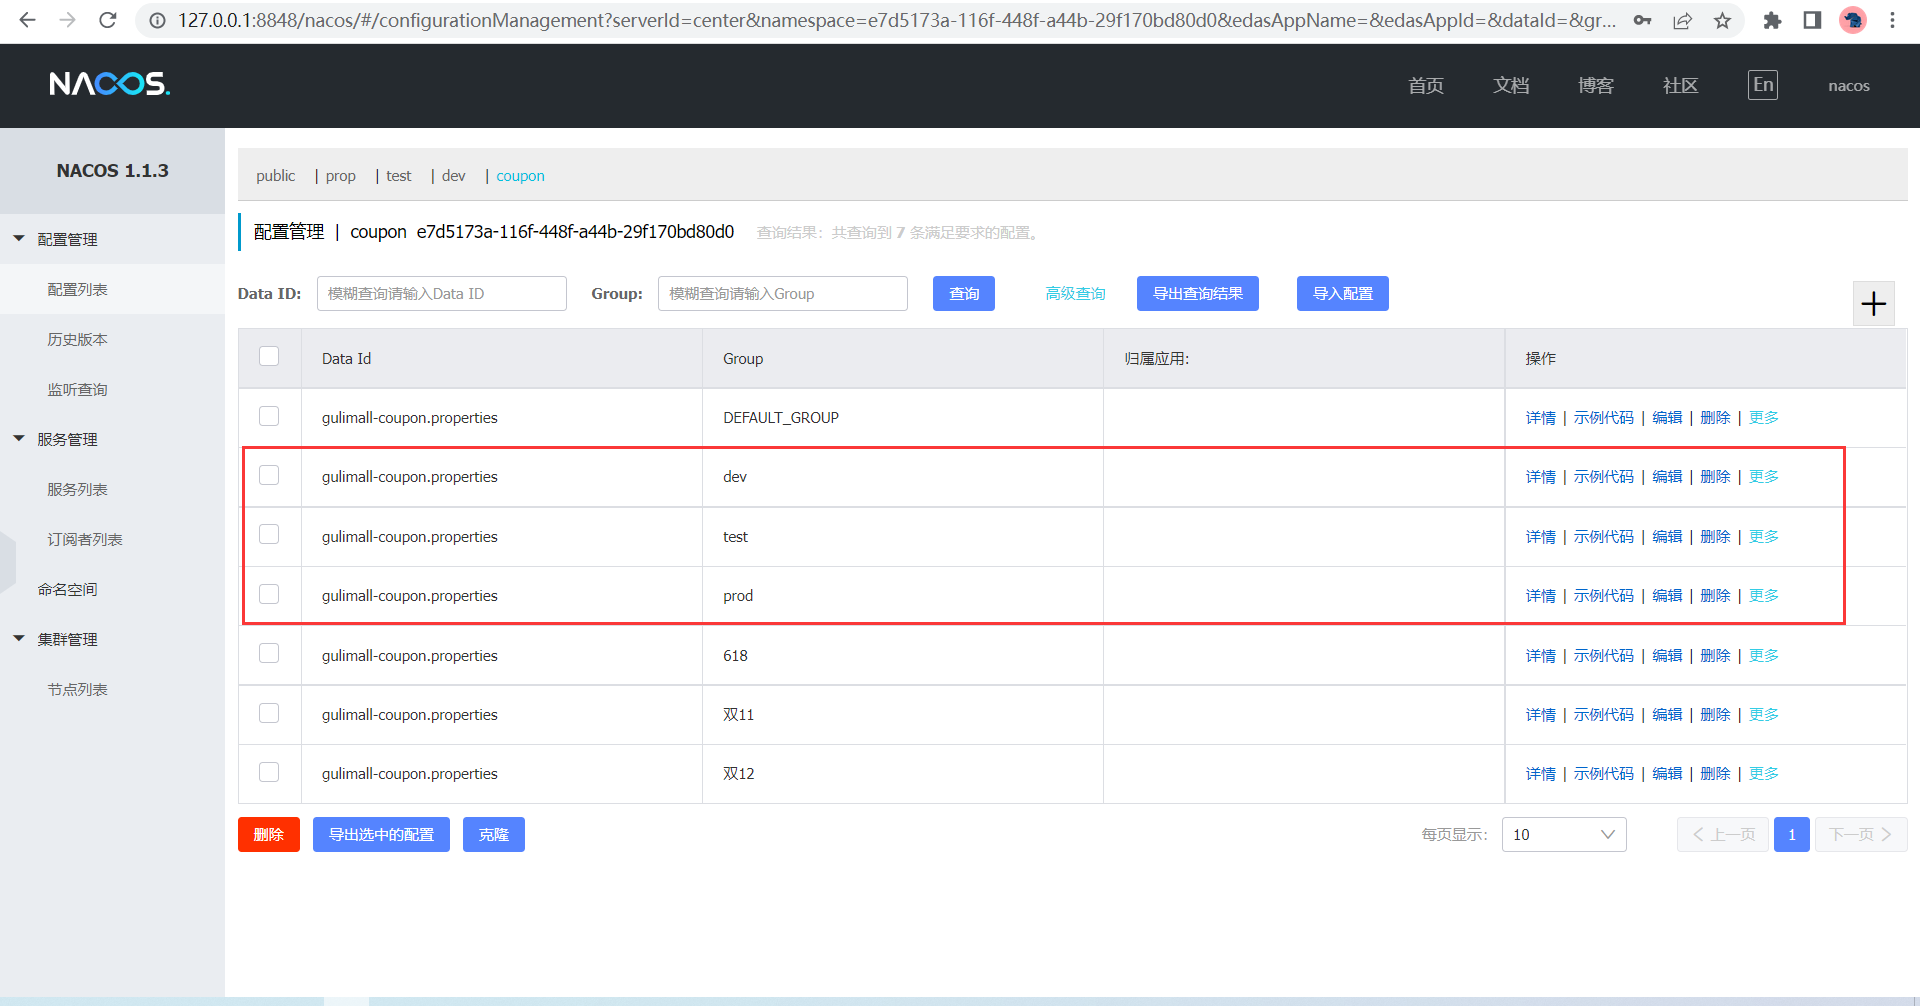 127.0.0.1:8848/nacos/#/configurationManagement?serverId=center&namespace=e7d5173a-116f-448f-a44b-29f170bd80d0&edasAppName=&edasAppId=&dataId=&gr...
NACOS.
首页 文档 博客 社区 En nacos
NACOS 1.1.3
配置管理
配置列表
历史版本
监听查询
服务管理
服务列表
订阅者列表
命名空间
集群管理
节点列表
public | prop | test | dev | coupon
配置管理 | coupon e7d5173a-116f-448f-a44b-29f170bd80d0 查询结果：共查询到 7 条满足要求的配置。
Data ID: 模糊查询请输入Data ID Group: 模糊查询请输入Group 查询 高级查询 导出查询结果 导入配置
Data Id Group 归属应用: 操作
gulimall-coupon.properties DEFAULT_GROUP 详情 | 示例代码 | 编辑 | 删除 | 更多
gulimall-coupon.properties dev 详情 | 示例代码 | 编辑 | 删除 | 更多
gulimall-coupon.properties test 详情 | 示例代码 | 编辑 | 删除 | 更多
gulimall-coupon.properties prod 详情 | 示例代码 | 编辑 | 删除 | 更多
gulimall-coupon.properties 618 详情 | 示例代码 | 编辑 | 删除 | 更多
gulimall-coupon.properties 双11 详情 | 示例代码 | 编辑 | 删除 | 更多
gulimall-coupon.properties 双12 详情 | 示例代码 | 编辑 | 删除 | 更多
删除 导出选中的配置 克隆 每页显示: 10 上一页 1 下一页